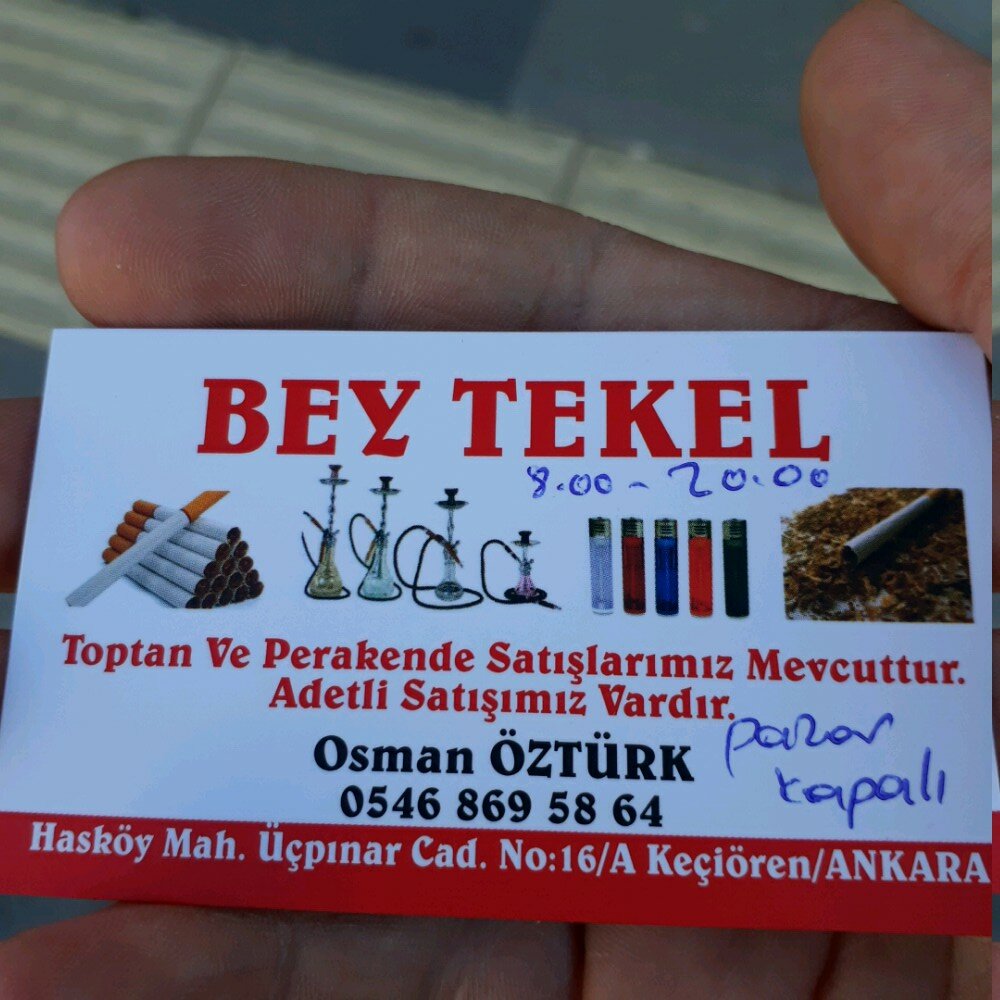 BEY TEKEL
8.00 - 20.00
Toptan Ve Perakende Satışlarımız Mevcuttur.
Adetli Satışımız Vardır.
pazar
kapalı
Osman ÖZTÜRK
0546 869 58 64
Hasköy Mah. Üçpınar Cad. No:16/A Keçiören/ANKARA